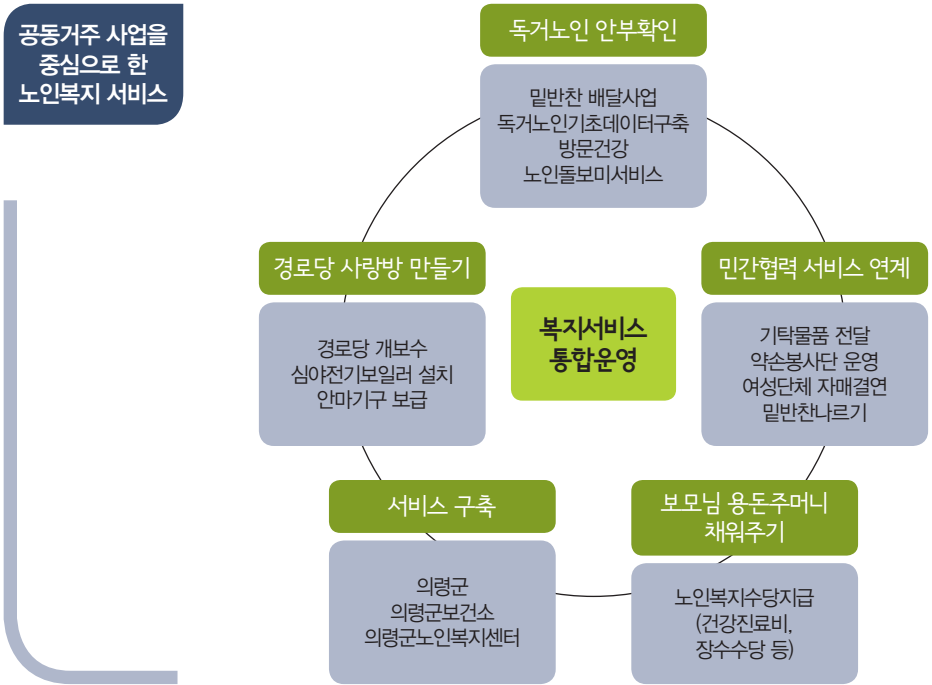 공동거주 사업을
중심으로 한
노인복지 서비스
독거노인 안부확인
밑반찬 배달사업
독거노인기초데이터구축
방문건강
노인돌보미서비스
경로당 사랑방 만들기
경로당 개보수
심야전기보일러 설치
안마기구 보급
복지서비스
통합운영
민간협력 서비스 연계
기탁물품 전달
약손봉사단 운영
여성단체 자매결연
밑반찬나르기
서비스 구축
의령군
의령군보건소
의령군노인복지센터
보모님 용돈주머니
채워주기
노인복지수당지급
(건강진료비,
장수수당 등)